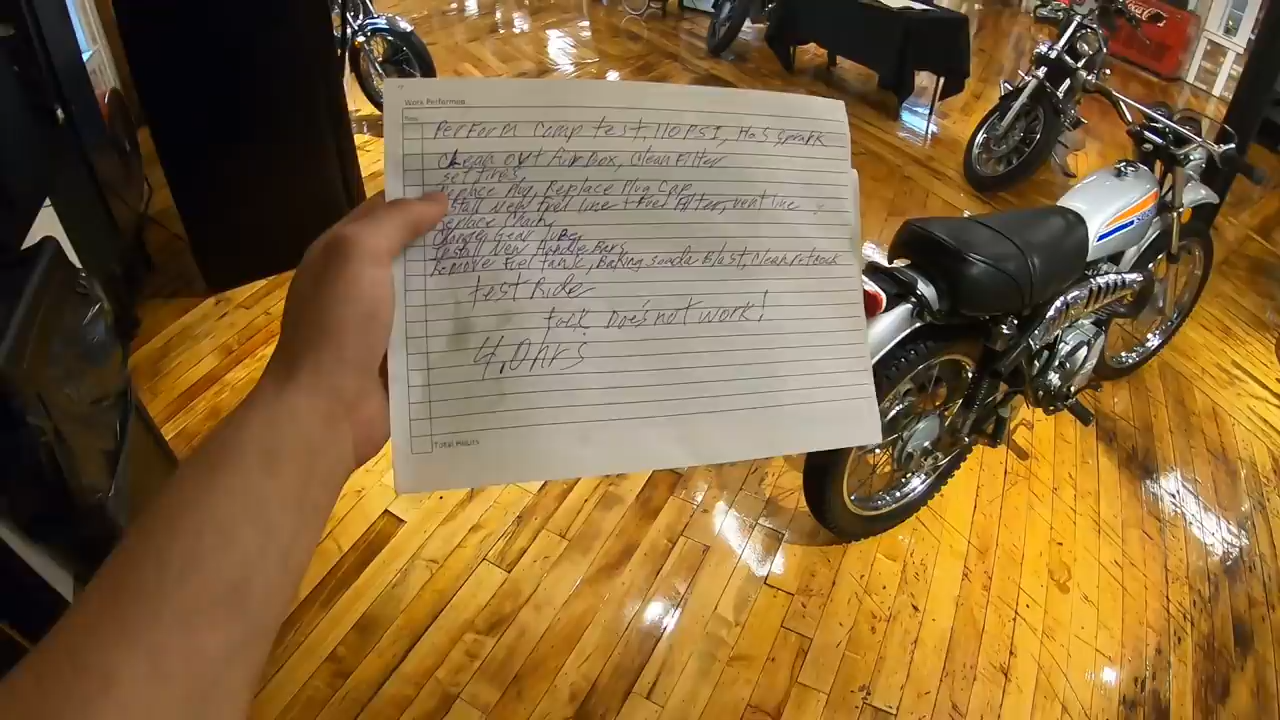 Work Performed
Perform Comp test, 110 PSI, Has Spark
Clean out Air Box, Clean Filter
set tires
Replace Plug, Replace Plug Cap
Install New Fuel line + Fuel Filter, vent line
Replace Chain
Change Gear Lube
Install New Handle Bars
Remove Fuel tank, Baking soada Blast, Clean Petcock
test Ride
tack Does not work!
4.0 hrs
Total Hours